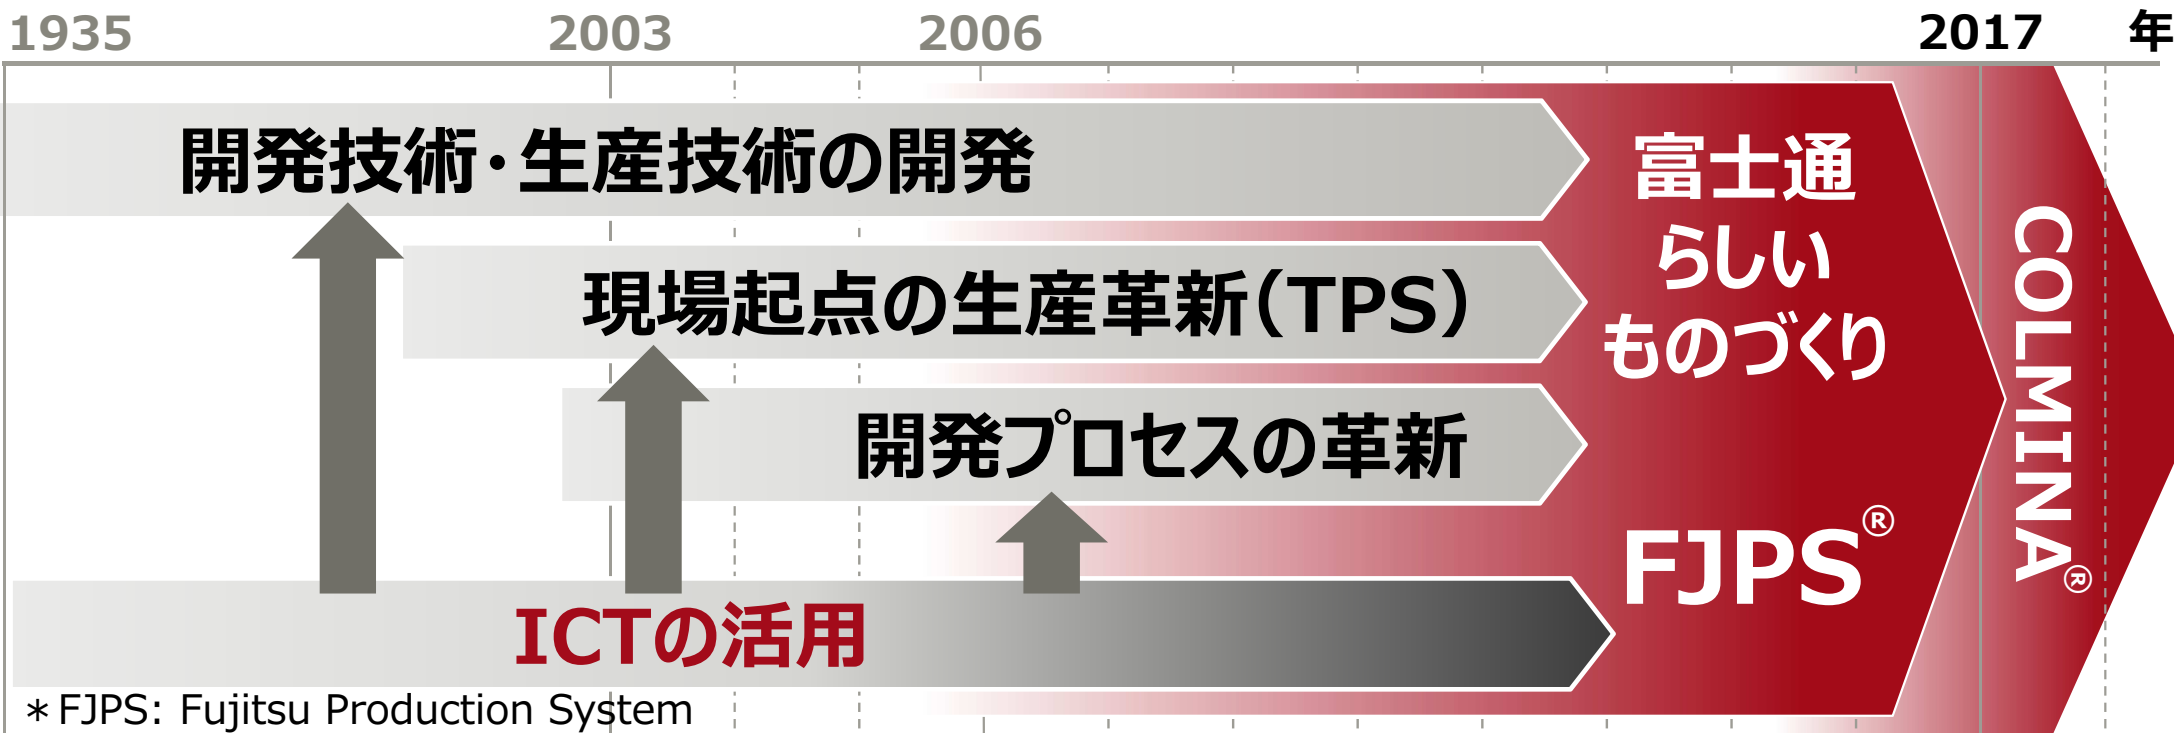 1935 2003 2006 2017 年
開発技術・生産技術の開発
現場起点の生産革新(TPS)
開発プロセスの革新
ICTの活用
富士通
らしい
ものづくり
FJPS®
COLMINA®
*FJPS: Fujitsu Production System